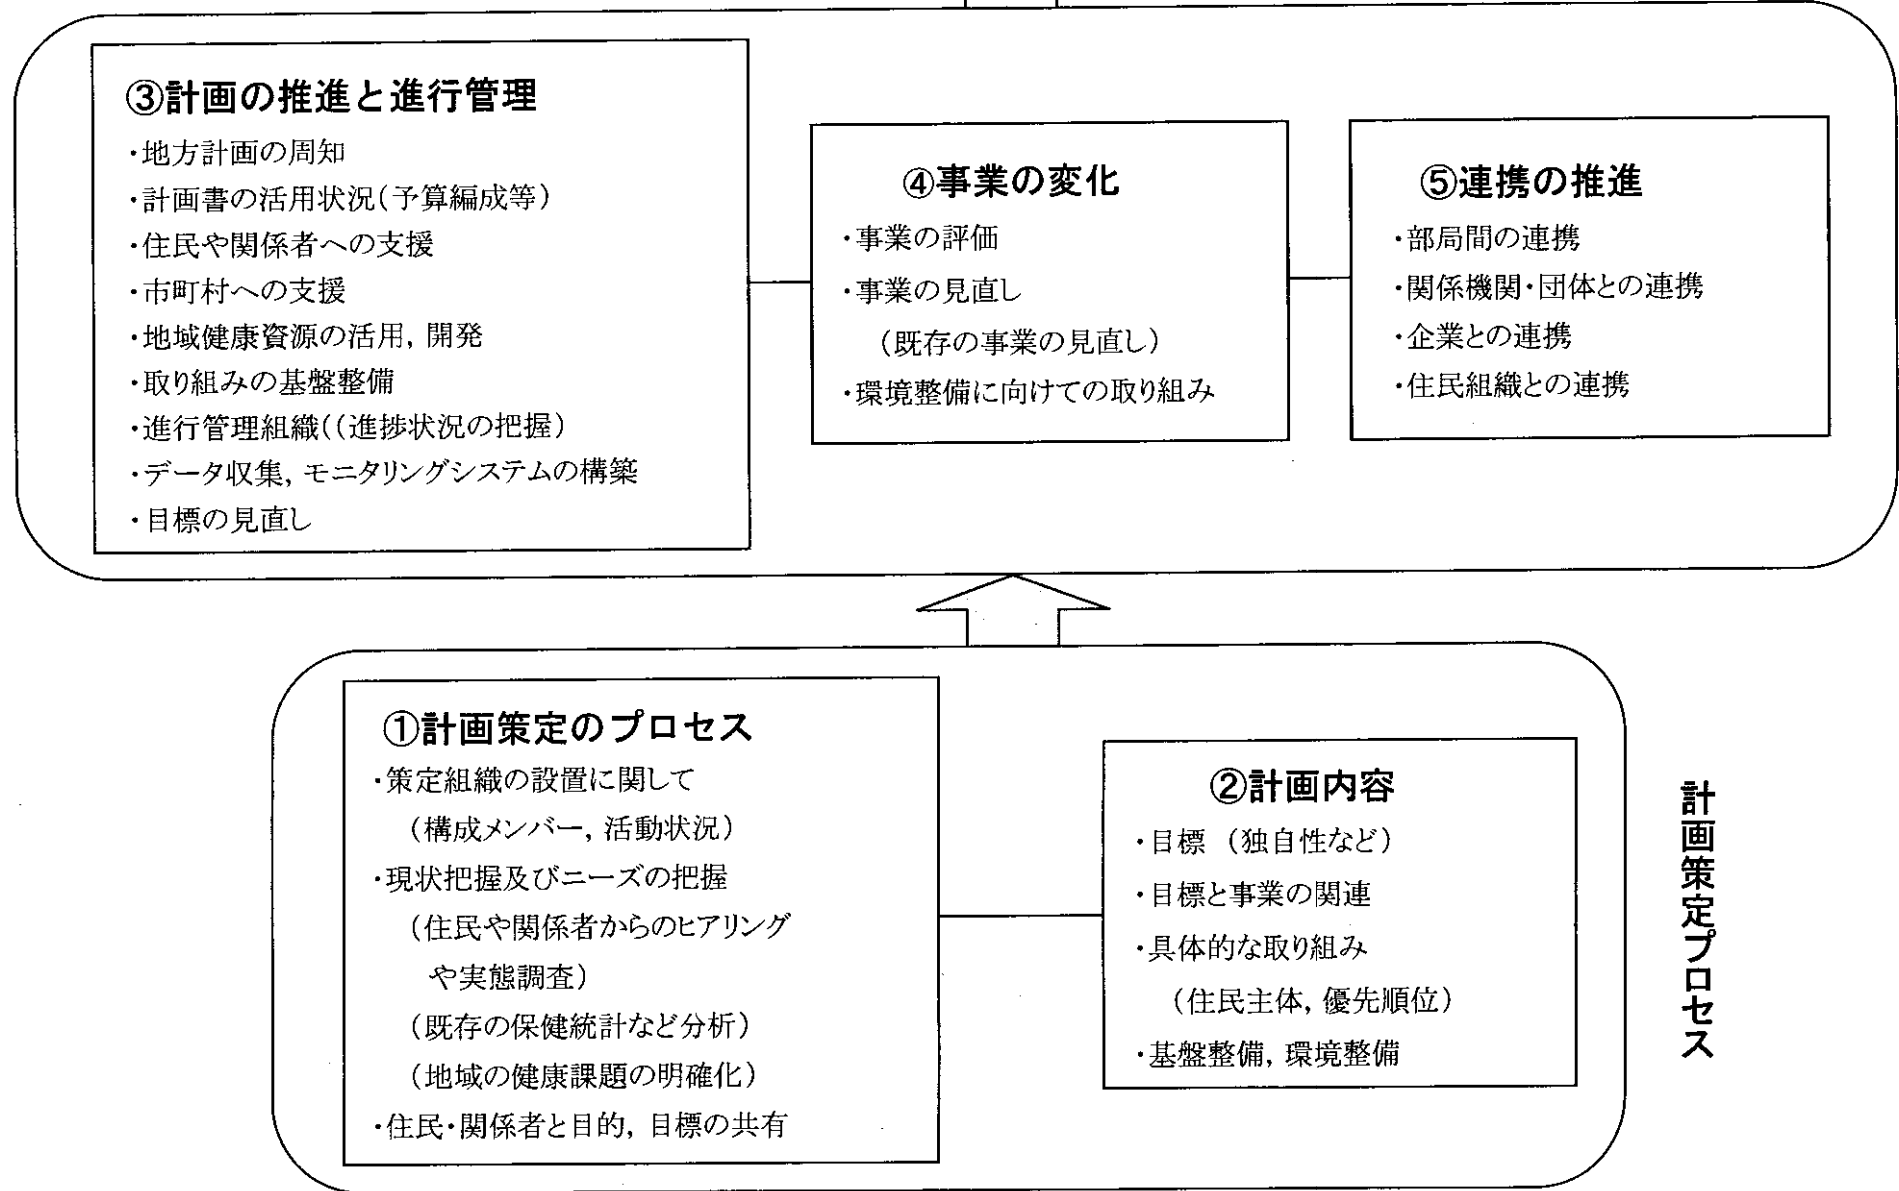 ③計画の推進と進行管理
・地方計画の周知
・計画書の活用状況(予算編成等)
・住民や関係者への支援
・市町村への支援
・地域健康資源の活用, 開発
・取り組みの基盤整備
・進行管理組織((進捗状況の把握)
・データ収集, モニタリングシステムの構築
・目標の見直し
④事業の変化
・事業の評価
・事業の見直し
(既存の事業の見直し)
・環境整備に向けての取り組み
⑤連携の推進
・部局間の連携
・関係機関・団体との連携
・企業との連携
・住民組織との連携
①計画策定のプロセス
・策定組織の設置に関して
(構成メンバー, 活動状況)
・現状把握及びニーズの把握
(住民や関係者からのヒアリング
や実態調査)
(既存の保健統計など分析)
(地域の健康課題の明確化)
・住民・関係者と目的, 目標の共有
②計画内容
・目標 (独自性など)
・目標と事業の関連
・具体的な取り組み
(住民主体, 優先順位)
・基盤整備, 環境整備
計画策定プロセス